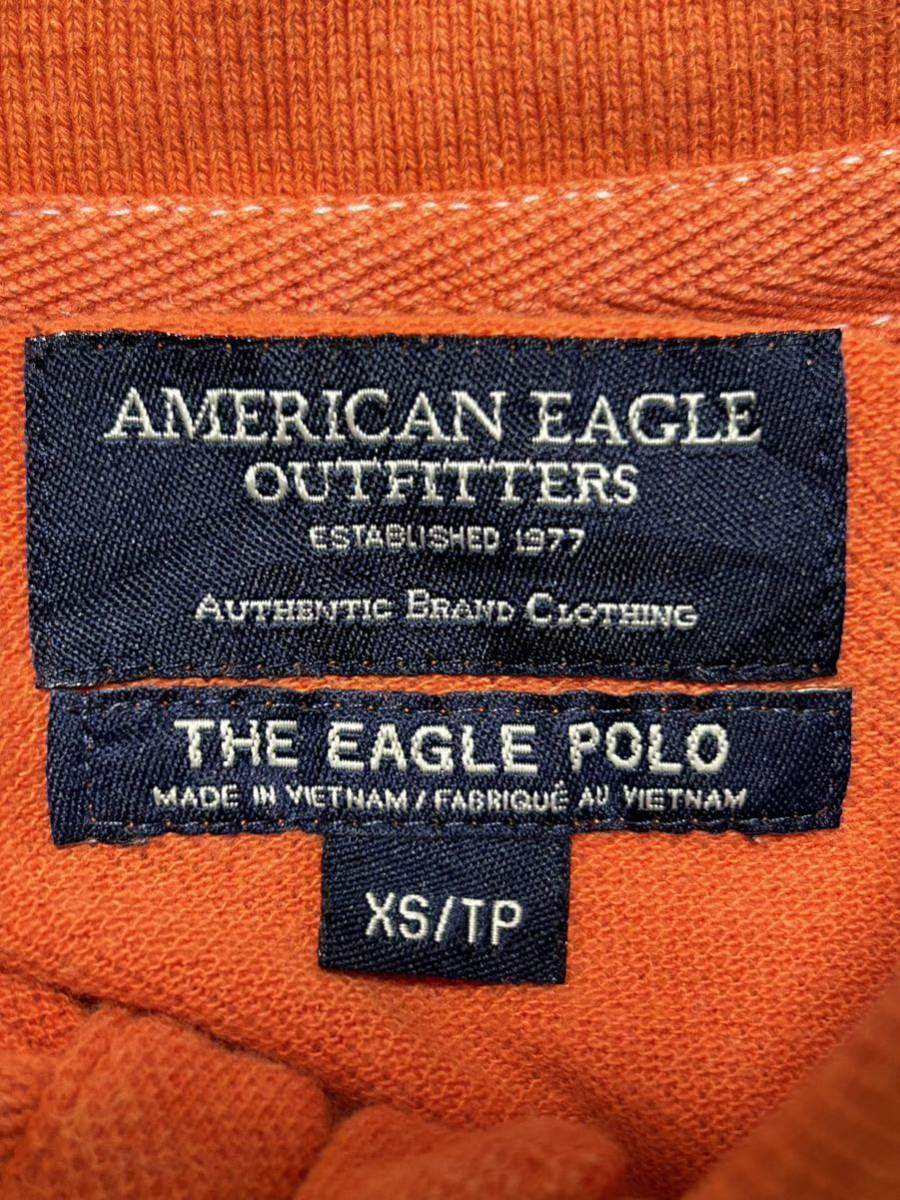 AMERICAN EAGLE
OUTFITTERS
ESTABLISHED 1977
AUTHENTIC BRAND CLOTHING
THE EAGLE POLO
MADE IN VIETNAM / FABRIQUÉ AU VIETNAM
XS/TP